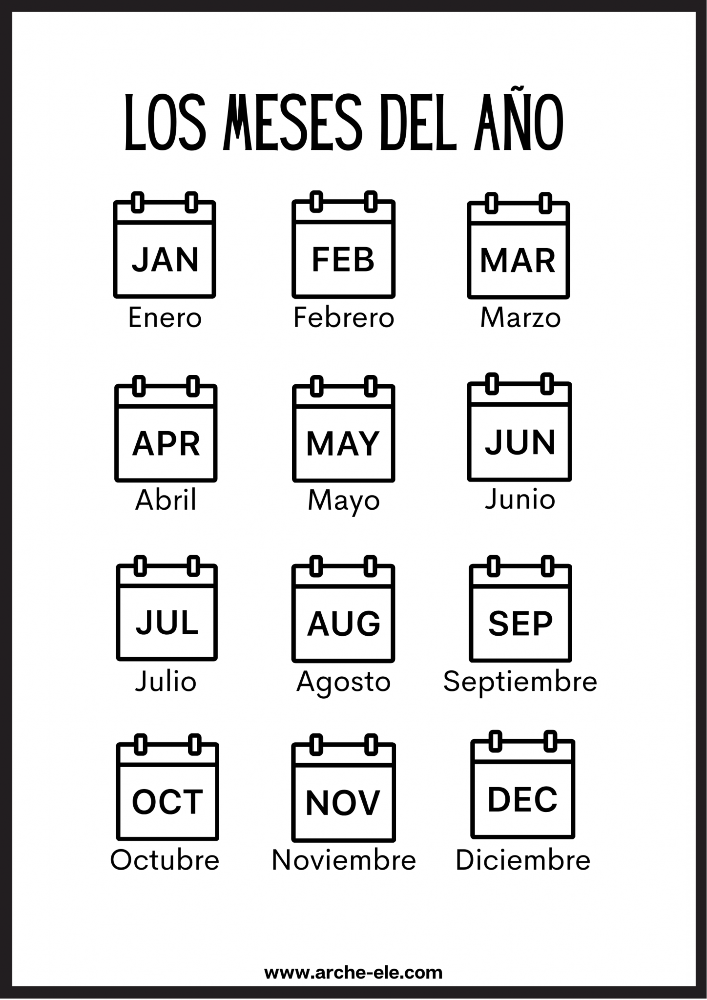 LOS MESES DEL AÑO
JAN FEB MAR
Enero Febrero Marzo
APR MAY JUN
Abril Mayo Junio
JUL AUG SEP
Julio Agosto Septiembre
OCT NOV DEC
Octubre Noviembre Diciembre
www.arche-ele.com